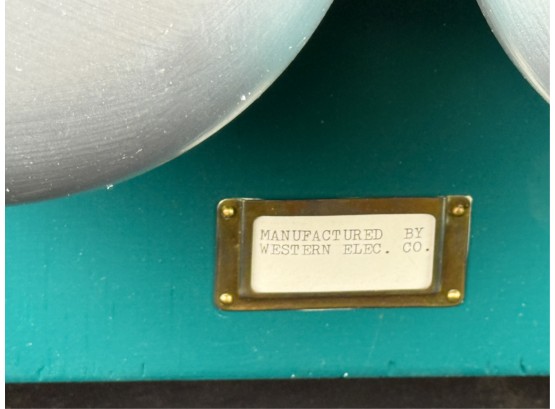 MANUFACTURED BY
WESTERN ELEC. CO.